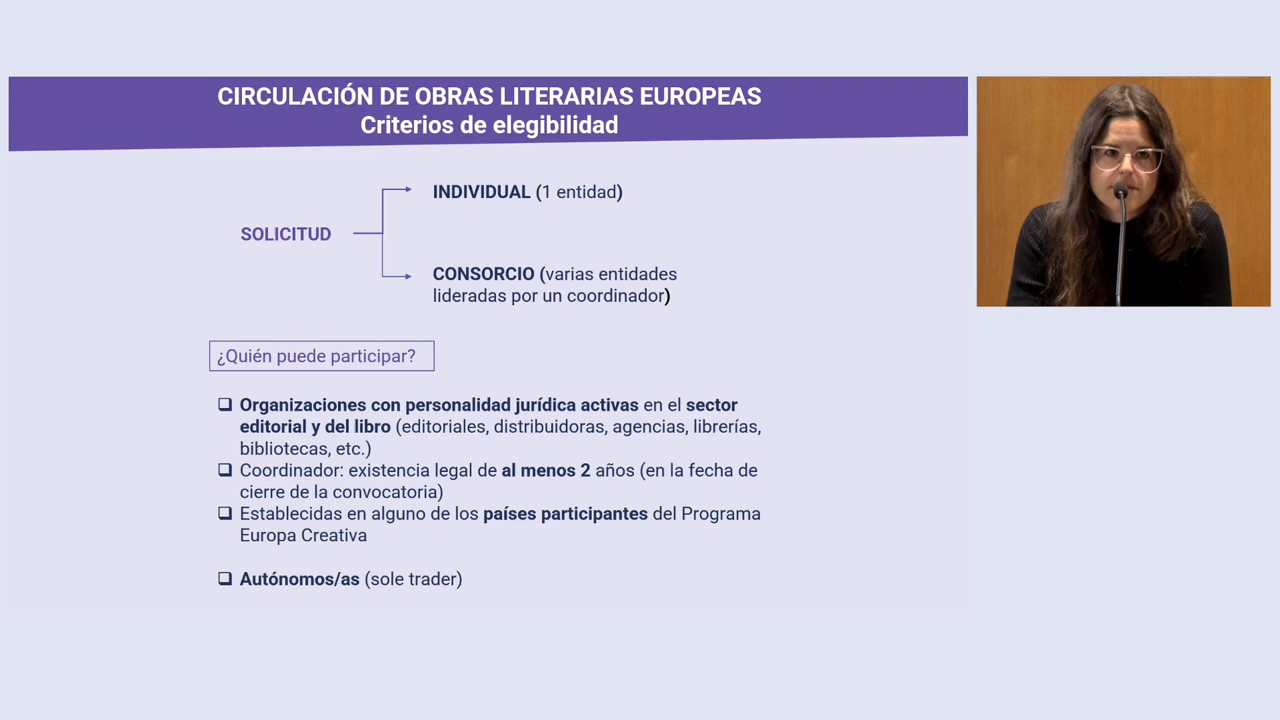 CIRCULACIÓN DE OBRAS LITERARIAS EUROPEAS
Criterios de elegibilidad
INDIVIDUAL (1 entidad)
SOLICITUD
CONSORCIO (varias entidades
lideradas por un coordinador)
¿Quién puede participar?
Organizaciones con personalidad jurídica activas en el sector
editorial y del libro (editoriales, distribuidoras, agencias, librerías,
bibliotecas, etc.)
Coordinador: existencia legal de al menos 2 años (en la fecha de
cierre de la convocatoria)
Establecidas en alguno de los países participantes del Programa
Europa Creativa
Autónomos/as (sole trader)